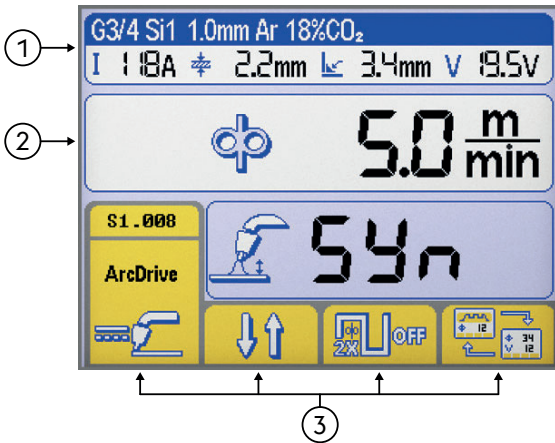 G3/4 Si1 1.0mm Ar 18%CO₂
I 118A 2.2mm 3.4mm V 19.5V
5.0 m/min
S1.008
ArcDrive
SYn
2X OFF
12
34
V 12
1
2
3